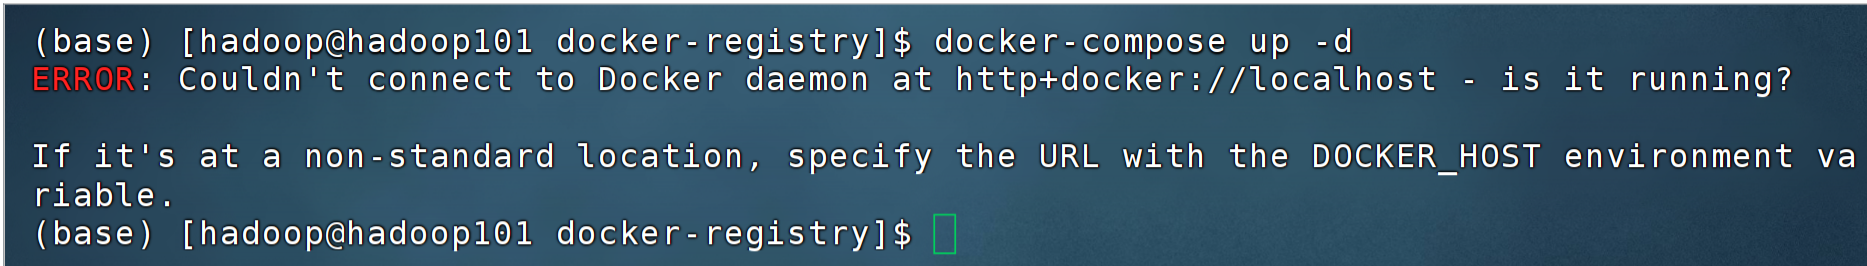 (base) [hadoop@hadoop101 docker-registry]$ docker-compose up -d
ERROR: Couldn't connect to Docker daemon at http+docker://localhost - is it running?
If it's at a non-standard location, specify the URL with the DOCKER_HOST environment va
riable.
(base) [hadoop@hadoop101 docker-registry]$